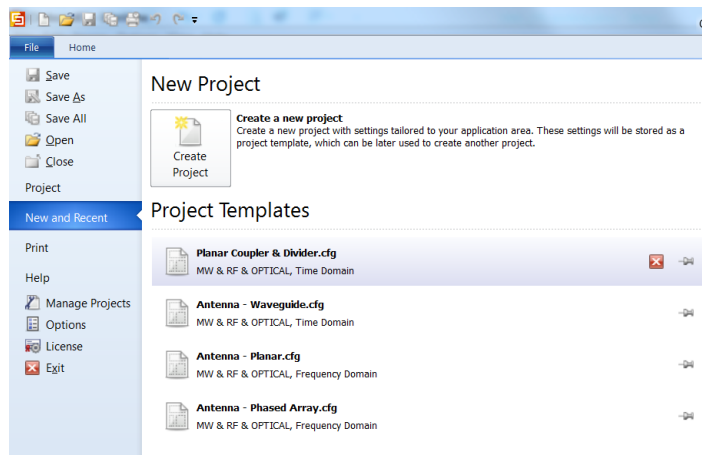 File Home
Save
Save As
Save All
Open
Close
Project
New and Recent
Print
Help
Manage Projects
Options
License
Exit
New Project
Create Project
Create a new project
Create a new project with settings tailored to your application area. These settings will be stored as a
project template, which can be later used to create another project.
Project Templates
Planar Coupler & Divider.cfg
MW & RF & OPTICAL, Time Domain
Antenna - Waveguide.cfg
MW & RF & OPTICAL, Time Domain
Antenna - Planar.cfg
MW & RF & OPTICAL, Frequency Domain
Antenna - Phased Array.cfg
MW & RF & OPTICAL, Frequency Domain